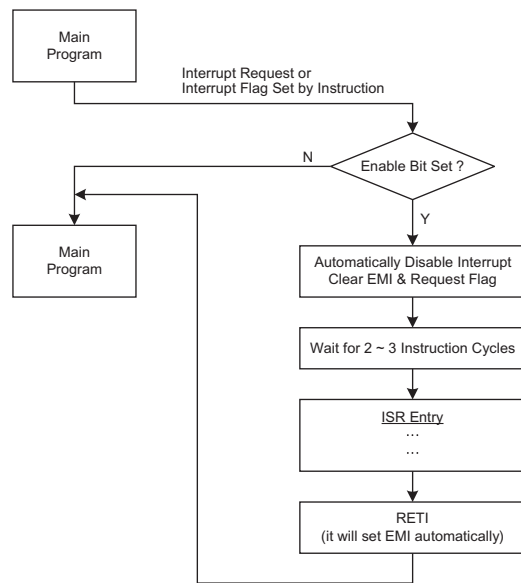 Main
Program
Interrupt Request or
Interrupt Flag Set by Instruction
N
Enable Bit Set ?
Main
Program
Y
Automatically Disable Interrupt
Clear EMI & Request Flag
Wait for 2 ~ 3 Instruction Cycles
ISR Entry
...
...
RETI
(it will set EMI automatically)